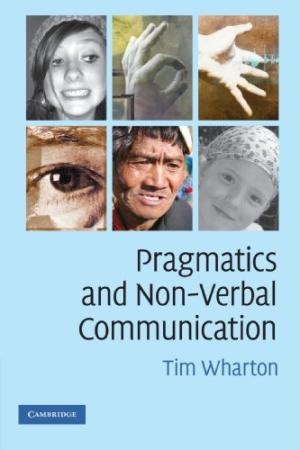 Pragmatics
and Non-Verbal
Communication
Tim Wharton
CAMBRIDGE